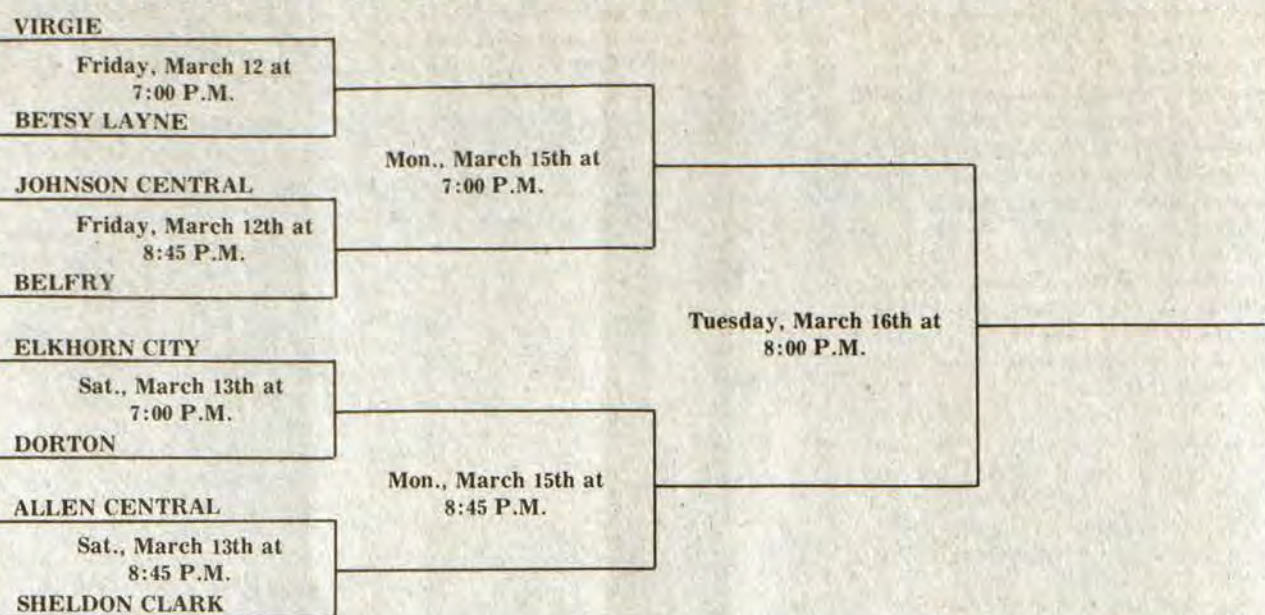 VIRGIE
Friday, March 12 at
7:00 P.M.
BETSY LAYNE
Mon., March 15th at
7:00 P.M.
JOHNSON CENTRAL
Friday, March 12th at
8:45 P.M.
BELFRY
Tuesday, March 16th at
8:00 P.M.
ELKHORN CITY
Sat., March 13th at
7:00 P.M.
DORTON
Mon., March 15th at
8:45 P.M.
ALLEN CENTRAL
Sat., March 13th at
8:45 P.M.
SHELDON CLARK